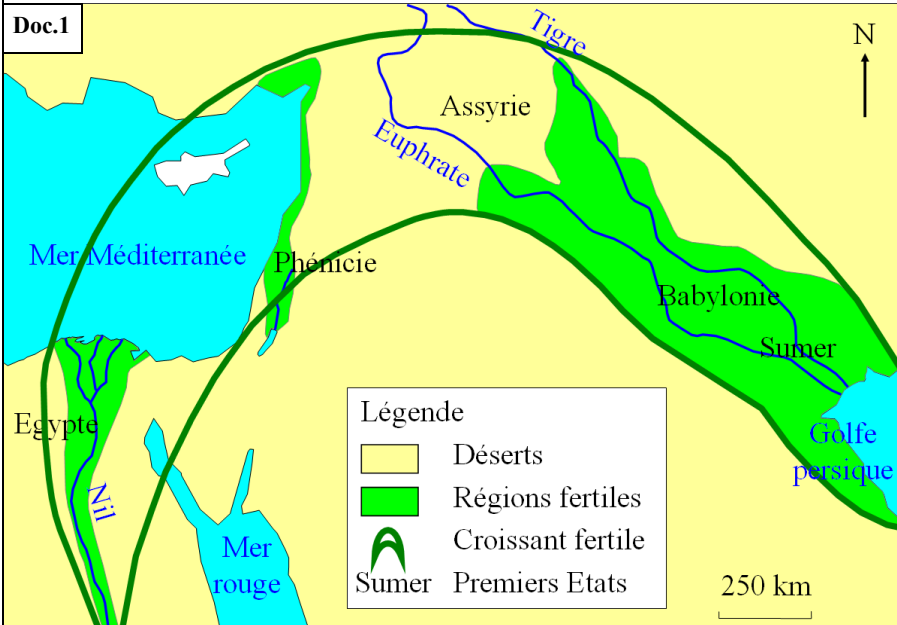 Doc.1
Tigre
N
Assyrie
Euphrate
Mer Méditerranée
Phénicie
Babylonie
Sumer
Egypte
Nil
Golfe
persique
Mer
rouge
Légende
Déserts
Régions fertiles
Croissant fertile
Sumer Premiers Etats
250 km